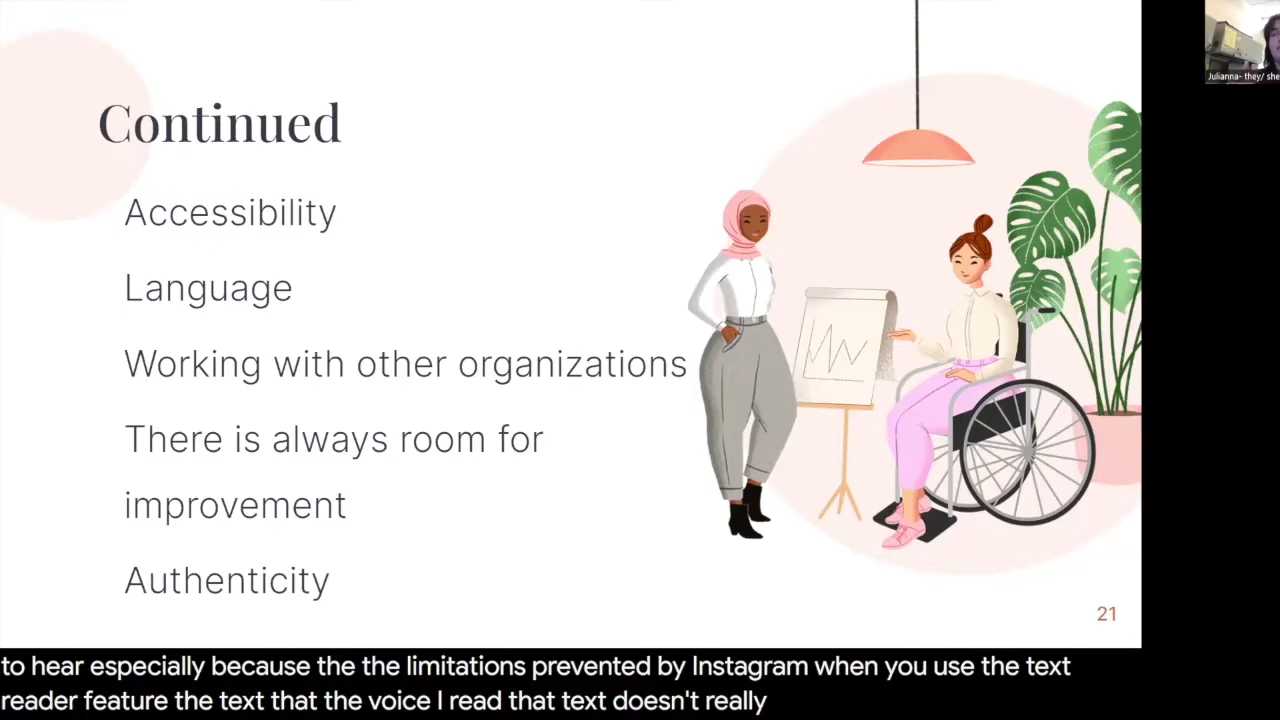 Julianna- they/ she
Continued
Accessibility
Language
Working with other organizations
There is always room for
improvement
Authenticity
21
to hear especially because the the limitations prevented by Instagram when you use the text
reader feature the text that the voice I read that text doesn't really